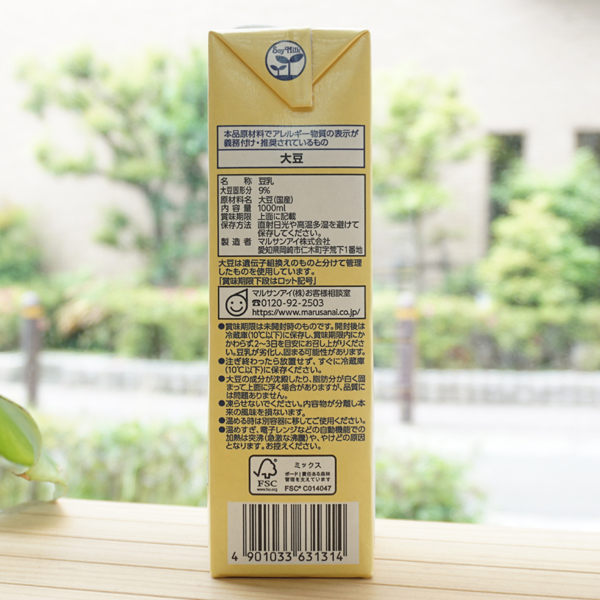 Soy Milk
本品原材料でアレルギー物質の表示が
義務付け・推奨されているもの
大豆
名称 豆乳
大豆固形分 9%
原材料名 大豆(国産)
内容量 1000ml
賞味期限 上面に記載
保存方法 直射日光や高温多湿を避けて
保存してください。
製造者 マルサンアイ株式会社
愛知県岡崎市仁木町字荒下1番地
大豆は遺伝子組換えのものと分けて管理
したものを使用しています。
「賞味期限下段はロット記号」
マルサンアイ(株)お客様相談室
☎0120-92-2503
https://www.marusanai.co.jp/
●賞味期限は未開封時のものです。開封後は
冷蔵庫(10℃以下)に保存し、賞味期限内にか
かわらず2〜3日を目安にお召し上がりくだ
さい。豆乳が劣化し、固まる可能性があります。
●注ぎ終わったら放置せず、すぐに冷蔵庫
(10℃以下)に保存してください。
●大豆の成分が沈殿したり、脂肪分が白く固
まって上面に浮く場合がありますが、品質に
は問題ありません。
●凍らせないでください。内容物が分離し本
来の風味を損ないます。
●温める時は別容器に移してご使用ください。
●温めすぎ、電子レンジなどの自動機能での
加熱は突沸(急激な沸騰)や、やけどの原因
となります。お控えください。
FSC
www.fsc.org
ミックス
ボード|責任ある森林
管理を支えています
FSC® C014047
4 901033 631314